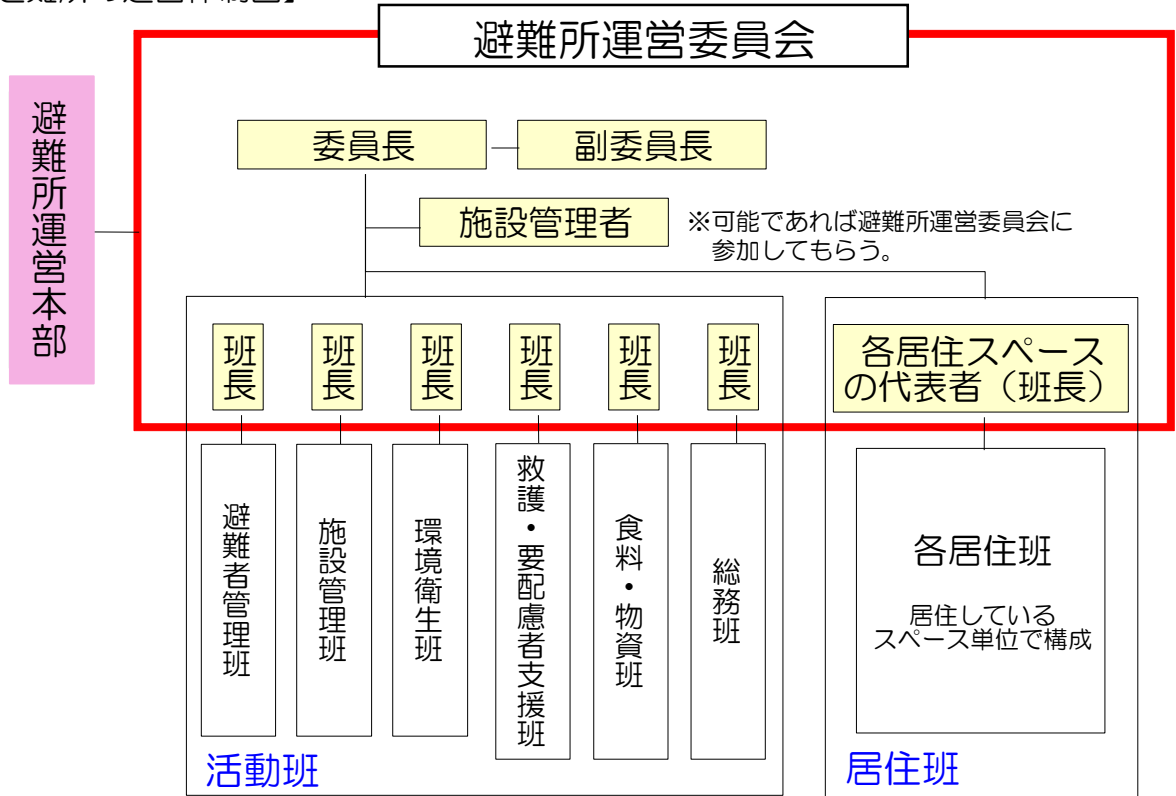 避難所運営委員会
避難所運営本部
委員長
副委員長
施設管理者
※可能であれば避難所運営委員会に
参加してもらう。
班長
班長
班長
班長
班長
班長
各居住スペース
の代表者（班長）
避難者管理班
施設管理班
環境衛生班
救護・要配慮者支援班
食料・物資班
総務班
各居住班
居住している
スペース単位で構成
活動班
居住班